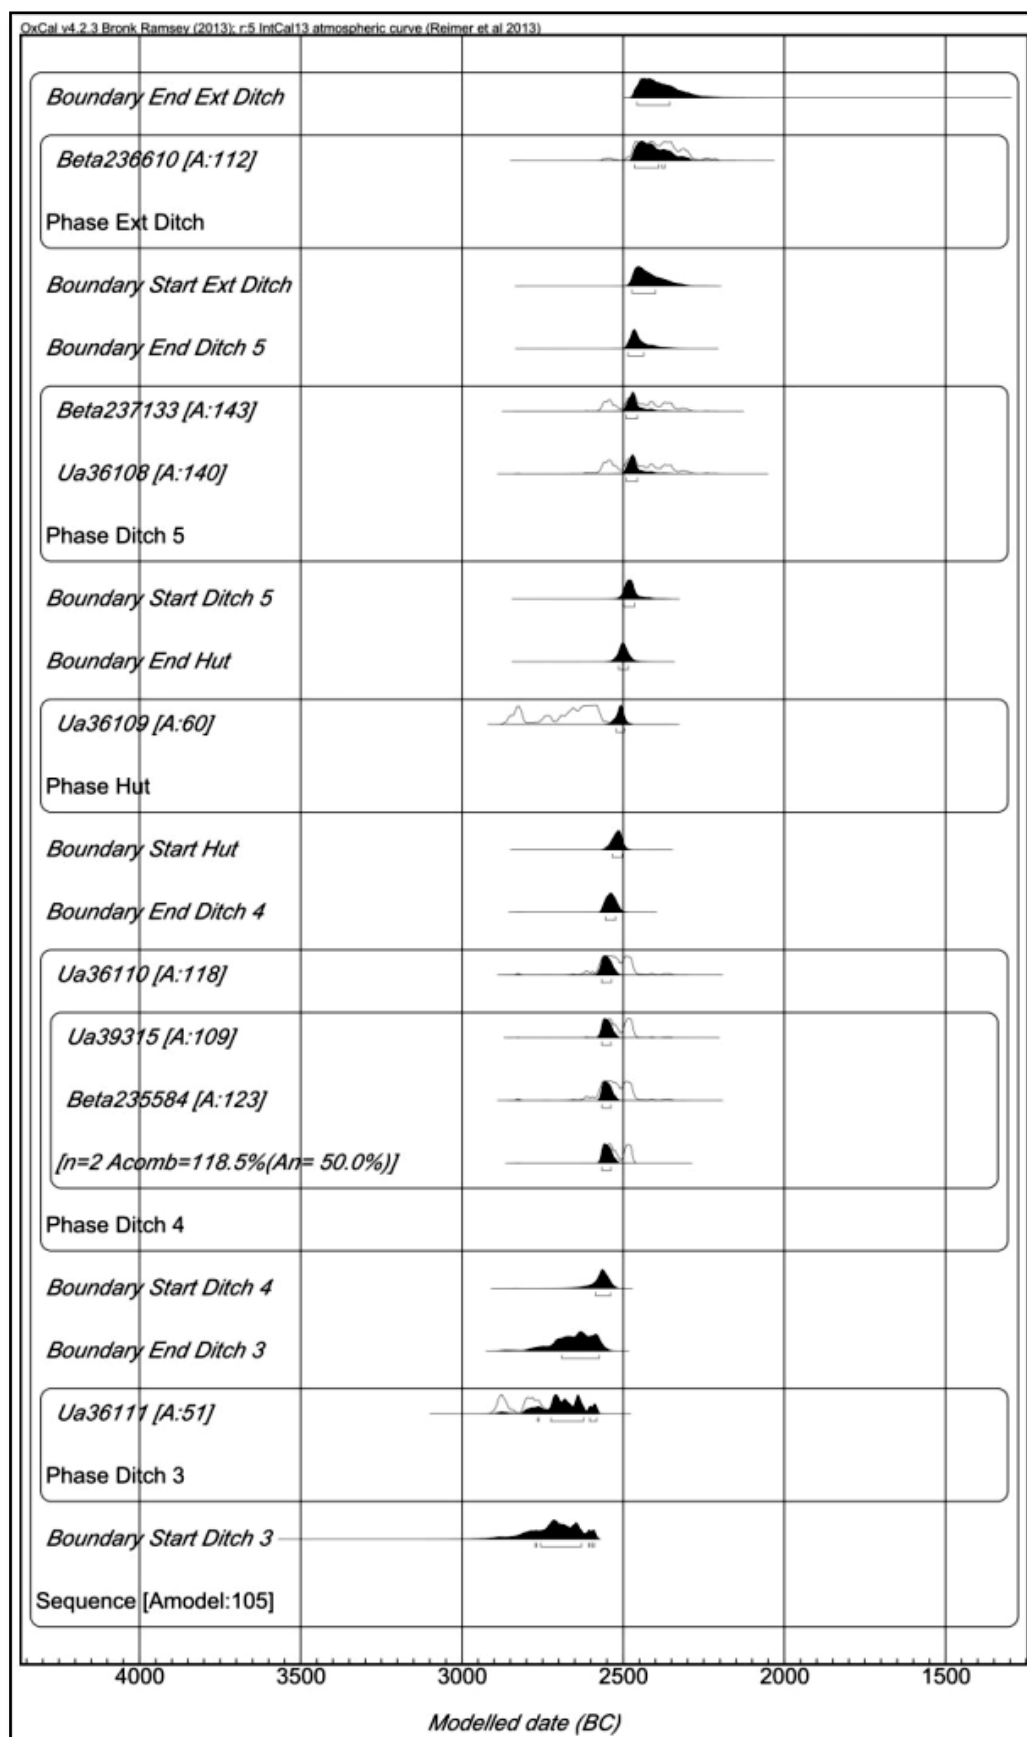 OxCal v4.2.3 Bronk Ramsey (2013); r:5 IntCal13 atmospheric curve (Reimer et al 2013)
Boundary End Ext Ditch
Beta236610 [A:112]
Phase Ext Ditch
Boundary Start Ext Ditch
Boundary End Ditch 5
Beta237133 [A:143]
Ua36108 [A:140]
Phase Ditch 5
Boundary Start Ditch 5
Boundary End Hut
Ua36109 [A:60]
Phase Hut
Boundary Start Hut
Boundary End Ditch 4
Ua36110 [A:118]
Ua39315 [A:109]
Beta235584 [A:123]
[n=2 Acomb=118.5%(An= 50.0%)]
Phase Ditch 4
Boundary Start Ditch 4
Boundary End Ditch 3
Ua36111 [A:51]
Phase Ditch 3
Boundary Start Ditch 3
Sequence [Amodel:105]
4000 3500 3000 2500 2000 1500
Modelled date (BC)